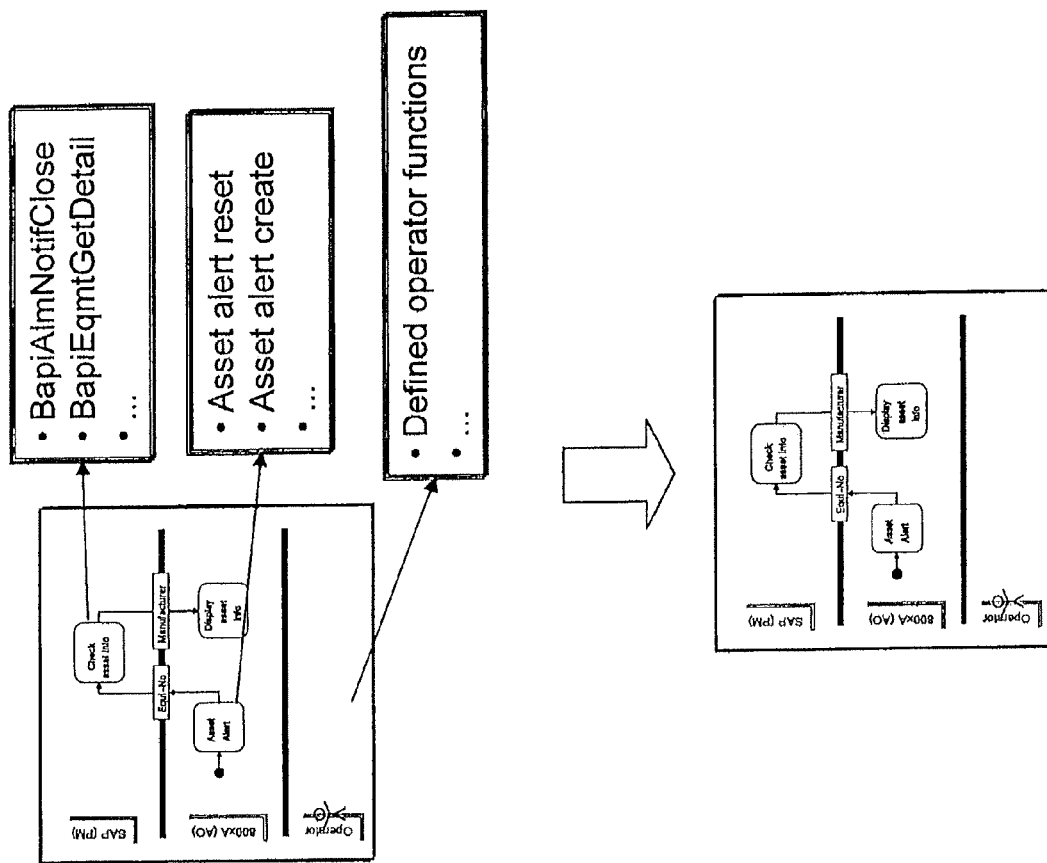 • BapiAlmNotifClose
• BapiEqmtGetDetail
• ...
• Asset alert reset
• Asset alert create
• ...
• Defined operator functions
• ...
SAP (PM)
Check
asset info
Equi-No
Manufacturer
800xA (AO)
Asset
Alert
Display
asset
info
Operator
SAP (PM)
Check
asset info
Equi-No
Manufacturer
800xA (AO)
Asset
Alert
Display
asset
info
Operator